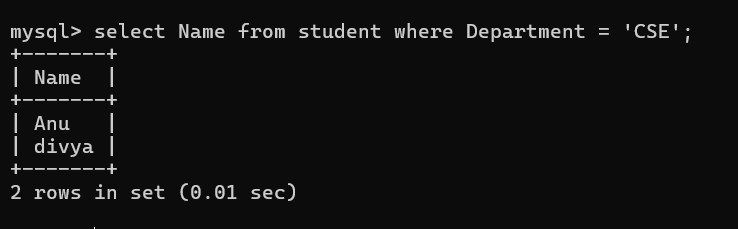 mysql> select Name from student where Department = 'CSE';
+-------+
| Name  |
+-------+
| Anu   |
| divya |
+-------+
2 rows in set (0.01 sec)